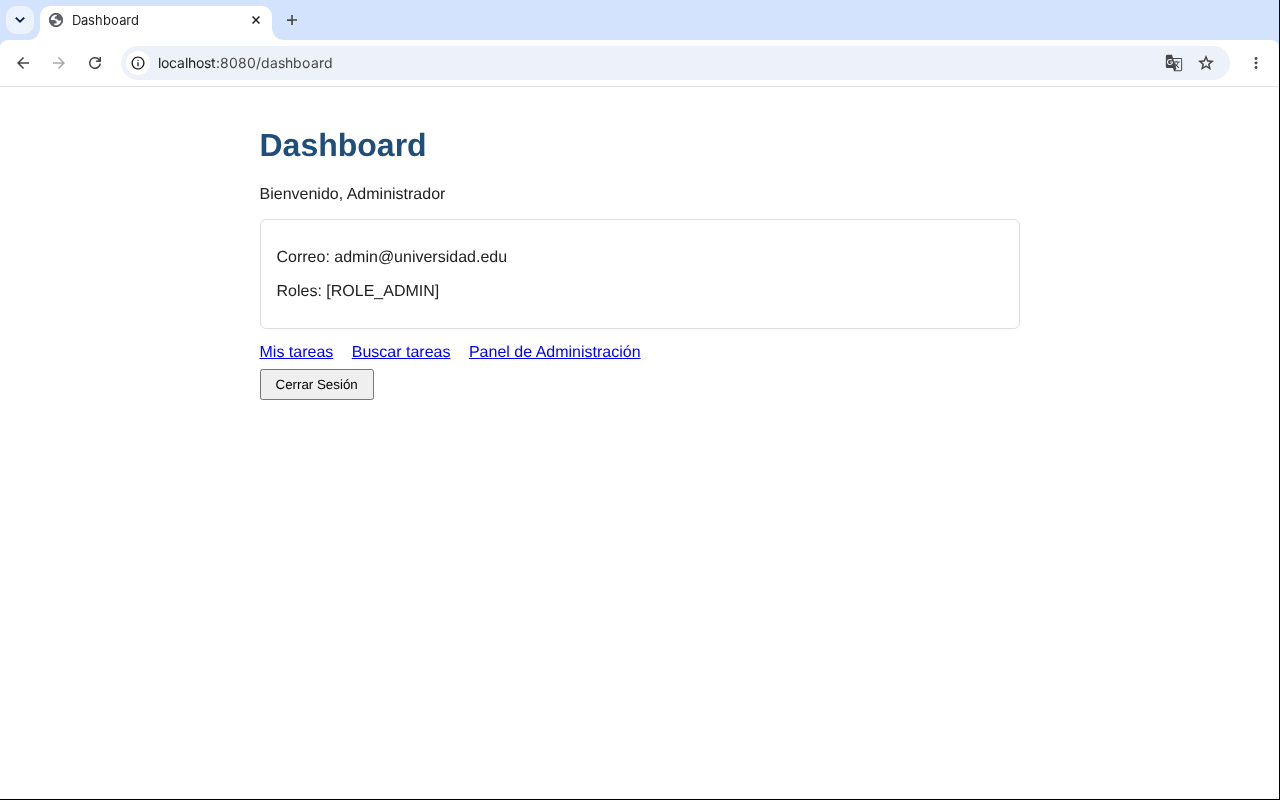 Dashboard
localhost:8080/dashboard
Dashboard
Bienvenido, Administrador
Correo: admin@universidad.edu
Roles: [ROLE_ADMIN]
Mis tareas Buscar tareas Panel de Administración
Cerrar Sesión